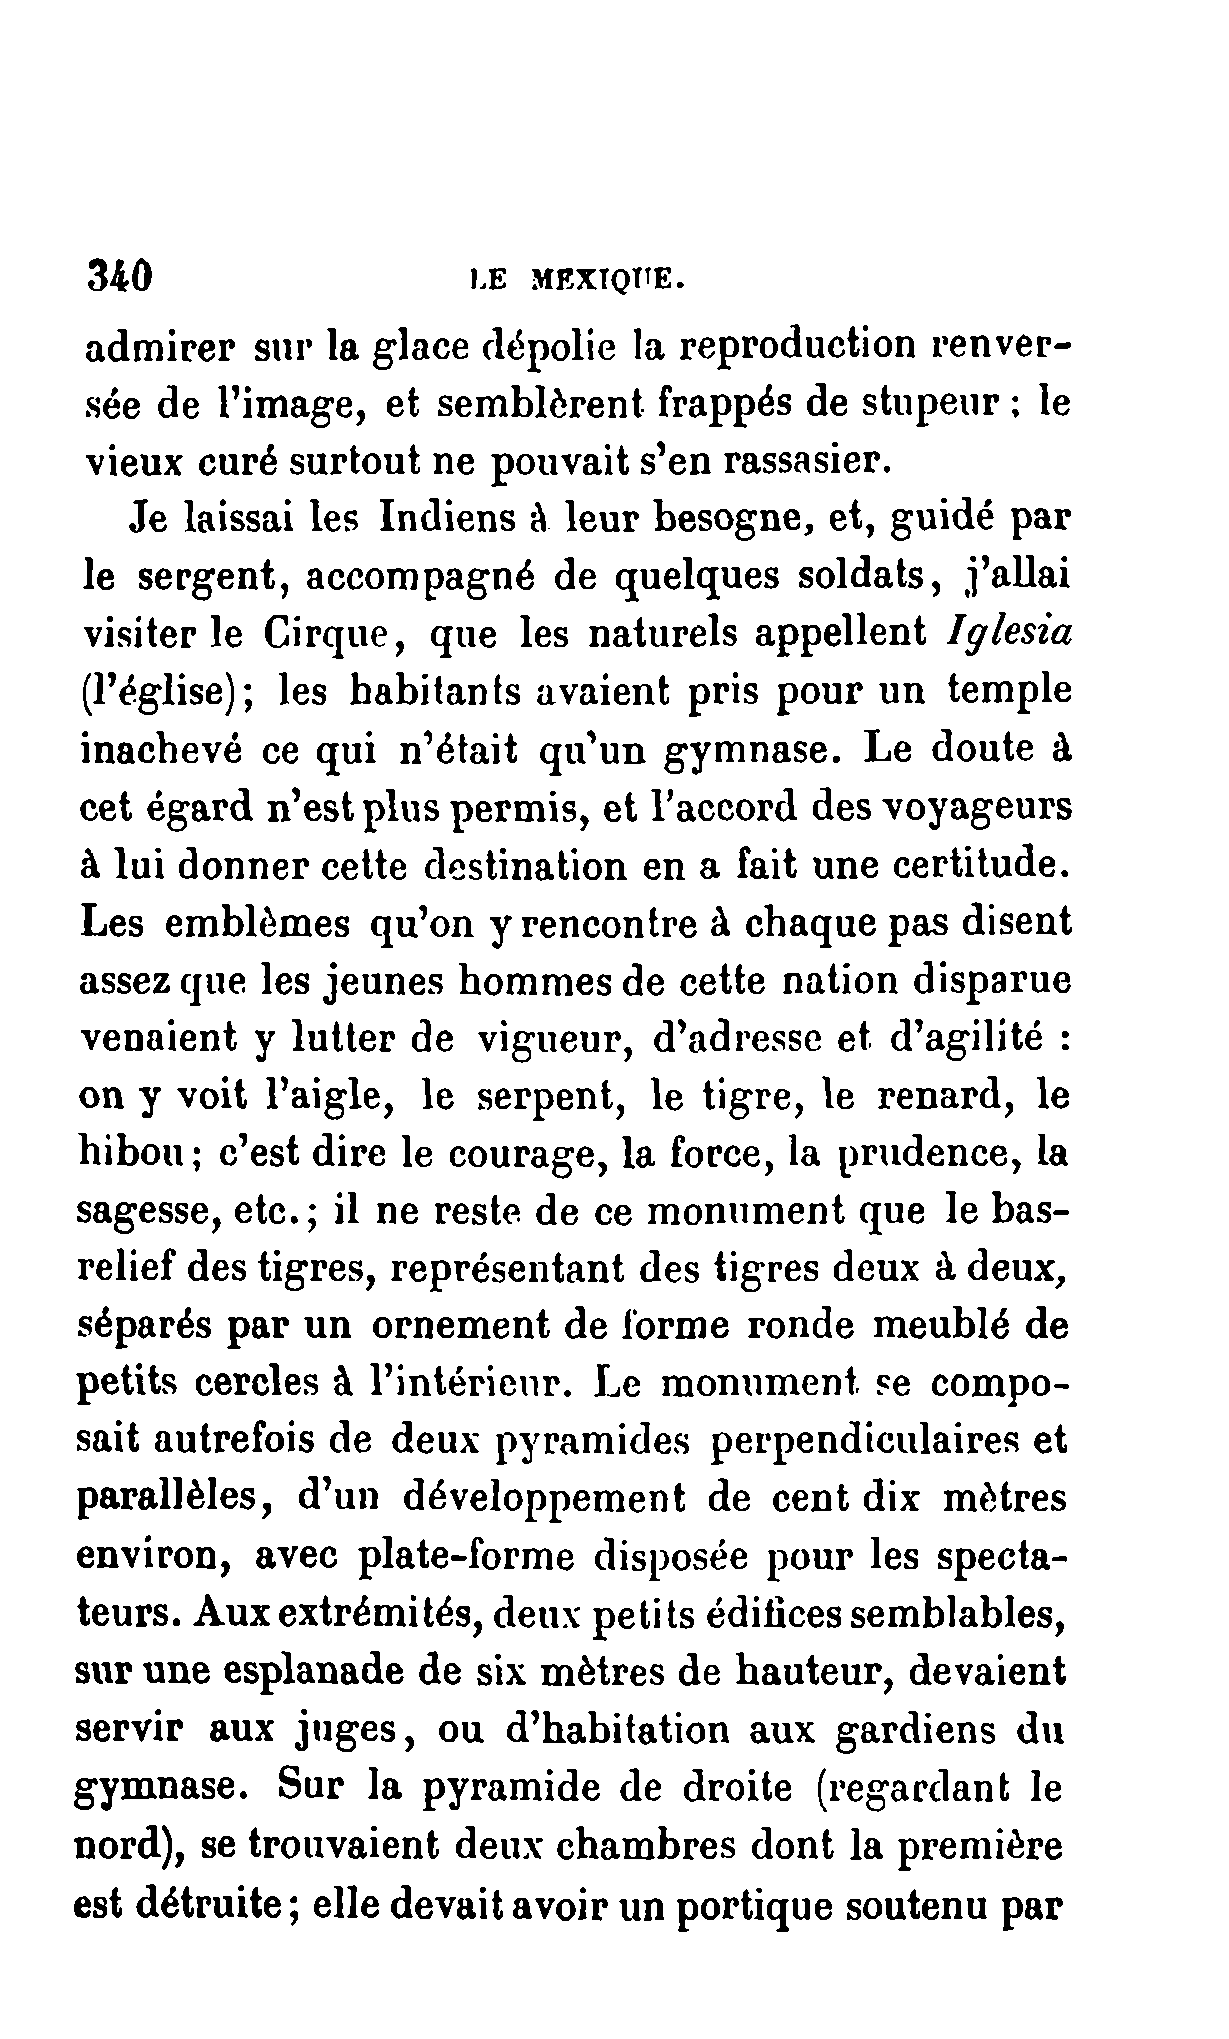 340 LE MEXIQUE.
admirer sur la glace dépolie la reproduction renver-
sée de l'image, et semblèrent frappés de stupeur ; le
vieux curé surtout ne pouvait s'en rassasier.
Je laissai les Indiens à leur besogne, et, guidé par
le sergent, accompagné de quelques soldats, j'allai
visiter le Cirque, que les naturels appellent Iglesia
(l'église) ; les habitants avaient pris pour un temple
inachevé ce qui n'était qu'un gymnase. Le doute à
cet égard n'est plus permis, et l'accord des voyageurs
à lui donner cette destination en a fait une certitude.
Les emblèmes qu'on y rencontre à chaque pas disent
assez que les jeunes hommes de cette nation disparue
venaient y lutter de vigueur, d'adresse et d'agilité :
on y voit l'aigle, le serpent, le tigre, le renard, le
hibou ; c'est dire le courage, la force, la prudence, la
sagesse, etc. ; il ne reste de ce monument que le bas-
relief des tigres, représentant des tigres deux à deux,
séparés par un ornement de forme ronde meublé de
petits cercles à l'intérieur. Le monument se compo-
sait autrefois de deux pyramides perpendiculaires et
parallèles, d'un développement de cent dix mètres
environ, avec plate-forme disposée pour les specta-
teurs. Aux extrémités, deux petits édifices semblables,
sur une esplanade de six mètres de hauteur, devaient
servir aux juges, ou d'habitation aux gardiens du
gymnase. Sur la pyramide de droite (regardant le
nord), se trouvaient deux chambres dont la première
est détruite ; elle devait avoir un portique soutenu par